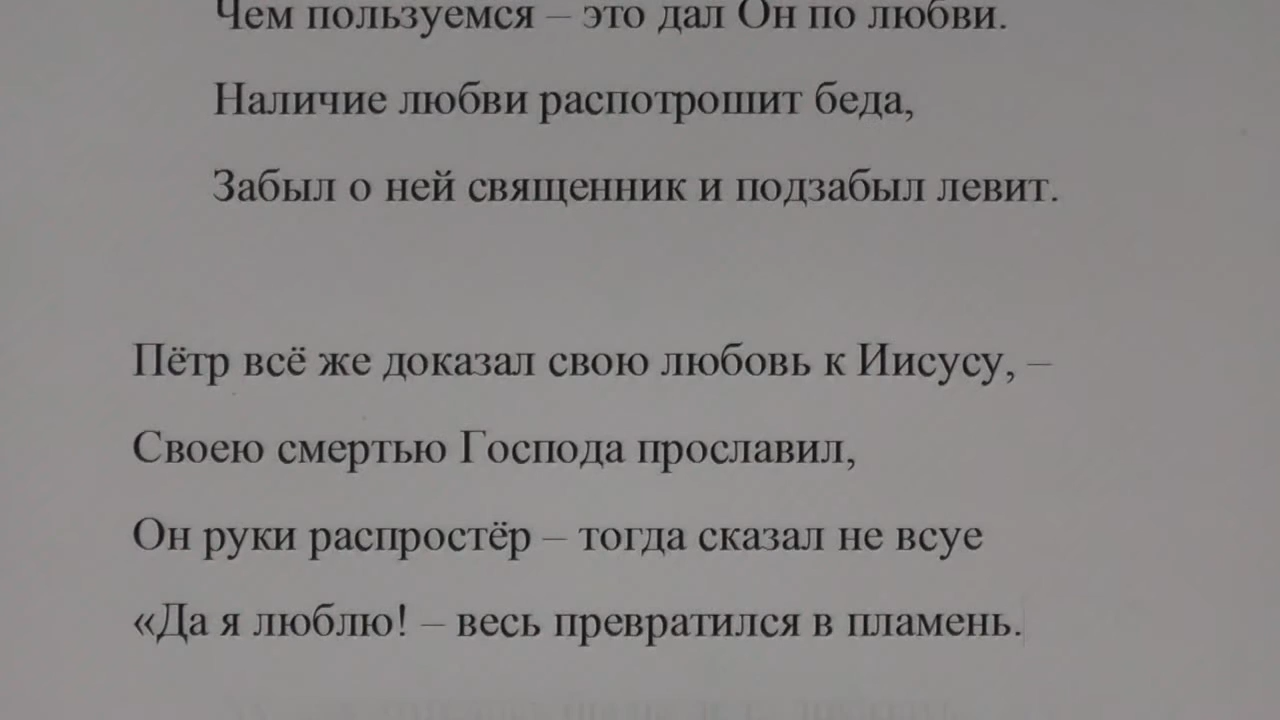 Чем пользуемся – это дал Он по любви.
Наличие любви распотрошит беда,
Забыл о ней священник и подзабыл левит.
Пётр всё же доказал свою любовь к Иисусу, –
Своею смертью Господа прославил,
Он руки распростёр – тогда сказал не всуе
«Да я люблю! – весь превратился в пламень.